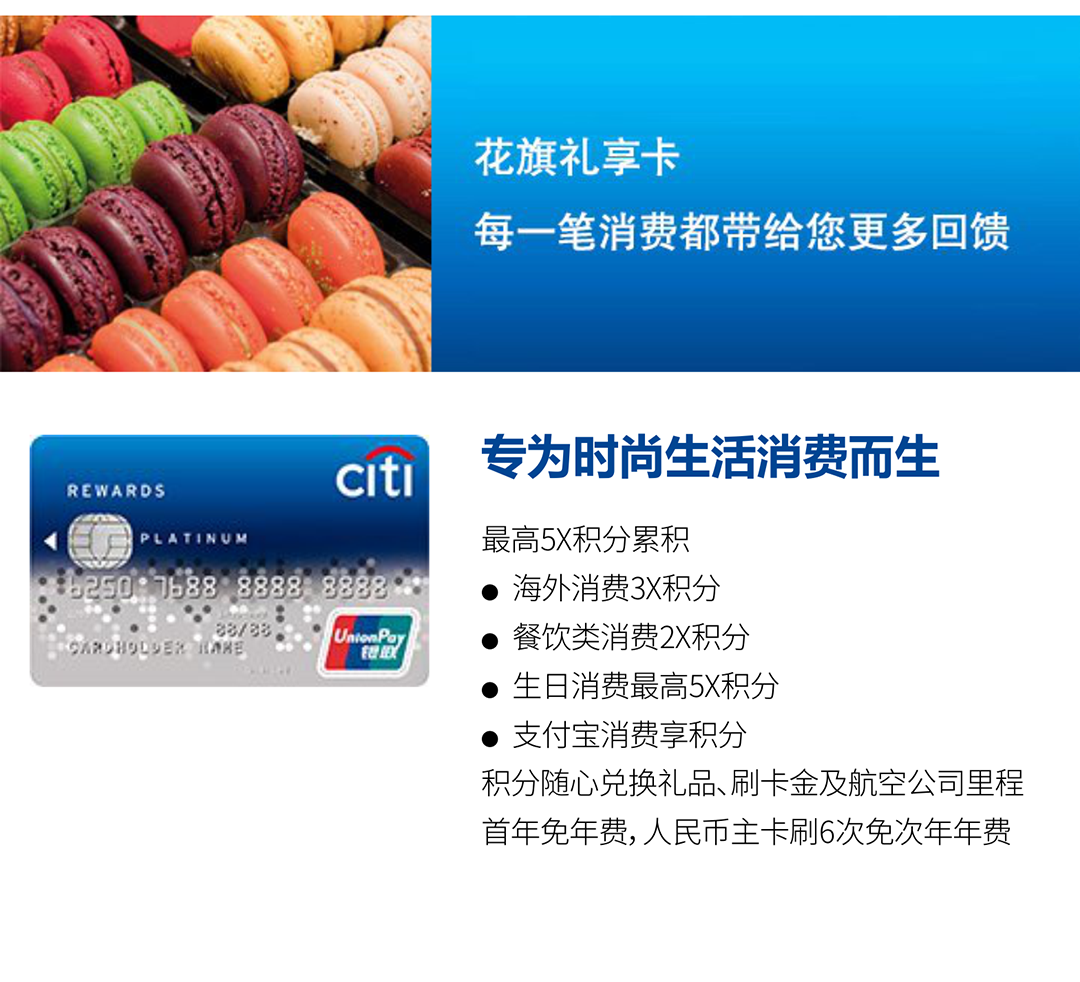 花旗礼享卡
每一笔消费都带给您更多回馈
citi
REWARDS
PLATINUM
6250 7688 8888 8888
88/88
CARDHOLDER NAME
UnionPay
银联
专为时尚生活消费而生
最高5X积分累积
● 海外消费3X积分
● 餐饮类消费2X积分
● 生日消费最高5X积分
● 支付宝消费享积分
积分随心兑换礼品、刷卡金及航空公司里程
首年免年费，人民币主卡刷6次免次年年费